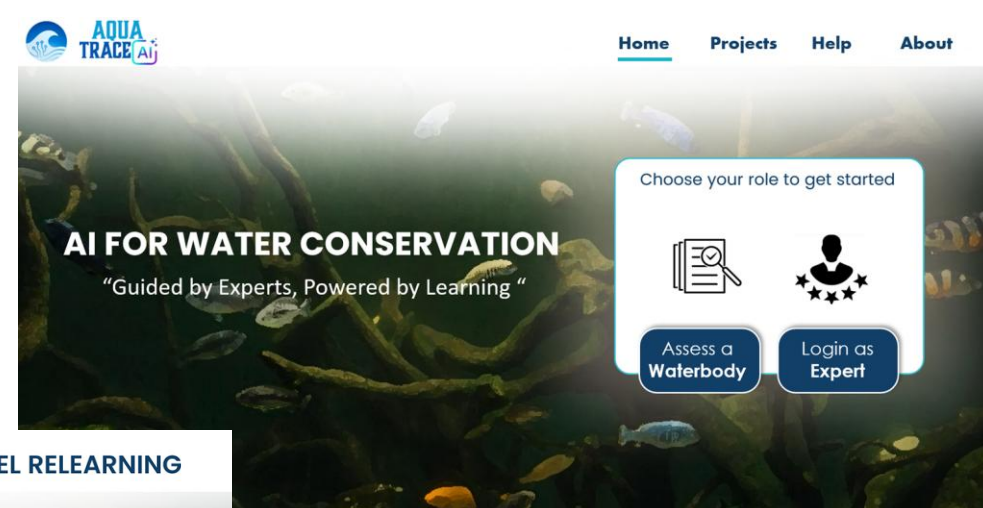 AQUA
TRACE AI
Home Projects Help About
Choose your role to get started
AI FOR WATER CONSERVATION
“Guided by Experts, Powered by Learning “
Assess a
Waterbody
Login as
Expert
EL RELEARNING